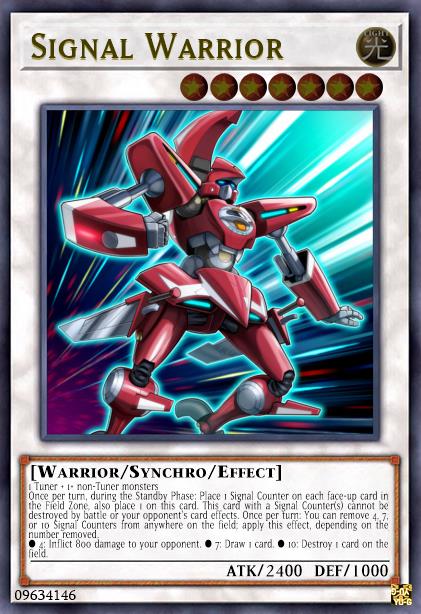 SIGNAL WARRIOR
LIGHT
光
[WARRIOR/SYNCHRO/EFFECT]
1 Tuner + 1+ non-Tuner monsters
Once per turn, during the Standby Phase: Place 1 Signal Counter on each face-up card in
the Field Zone, also place 1 on this card. This card with a Signal Counter(s) cannot be
destroyed by battle or your opponent's card effects. Once per turn: You can remove 4, 7,
or 10 Signal Counters from anywhere on the field; apply this effect, depending on the
number removed.
● 4: Inflict 800 damage to your opponent. ● 7: Draw 1 card. ● 10: Destroy 1 card on the
field.
ATK/2400 DEF/1000
09634146